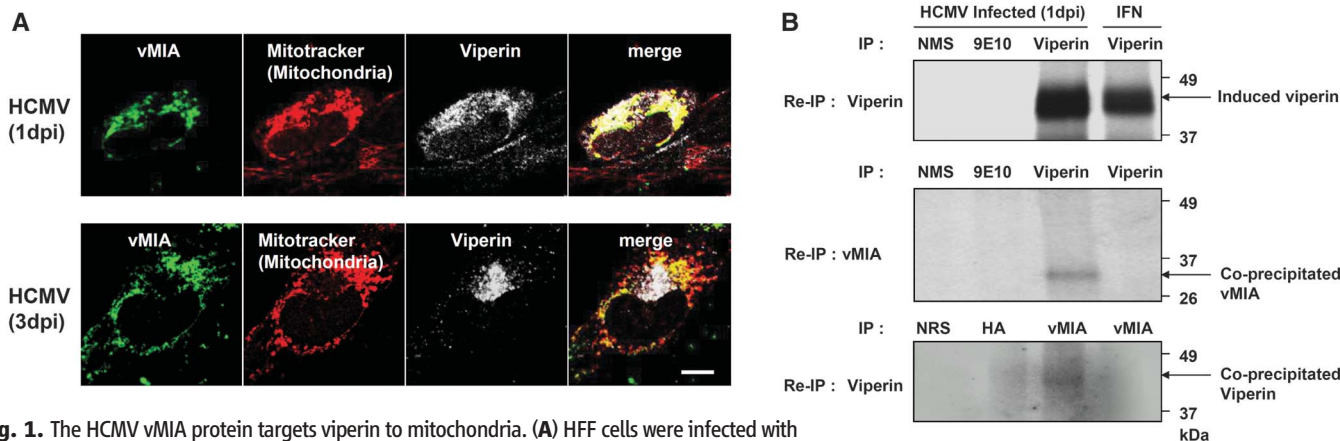 A
vMIA
Mitotracker
(Mitochondria)
Viperin
merge
HCMV
(1dpi)
vMIA
Mitotracker
(Mitochondria)
Viperin
merge
HCMV
(3dpi)
B
HCMV Infected (1dpi) IFN
IP : NMS 9E10 Viperin Viperin
Re-IP : Viperin
49
Induced viperin
37
IP : NMS 9E10 Viperin Viperin
49
Re-IP : vMIA
37
Co-precipitated
vMIA
26
IP : NRS HA vMIA vMIA
49
Re-IP : Viperin
Co-precipitated
Viperin
37
kDa
g. 1. The HCMV vMIA protein targets viperin to mitochondria. (A) HFF cells were infected with